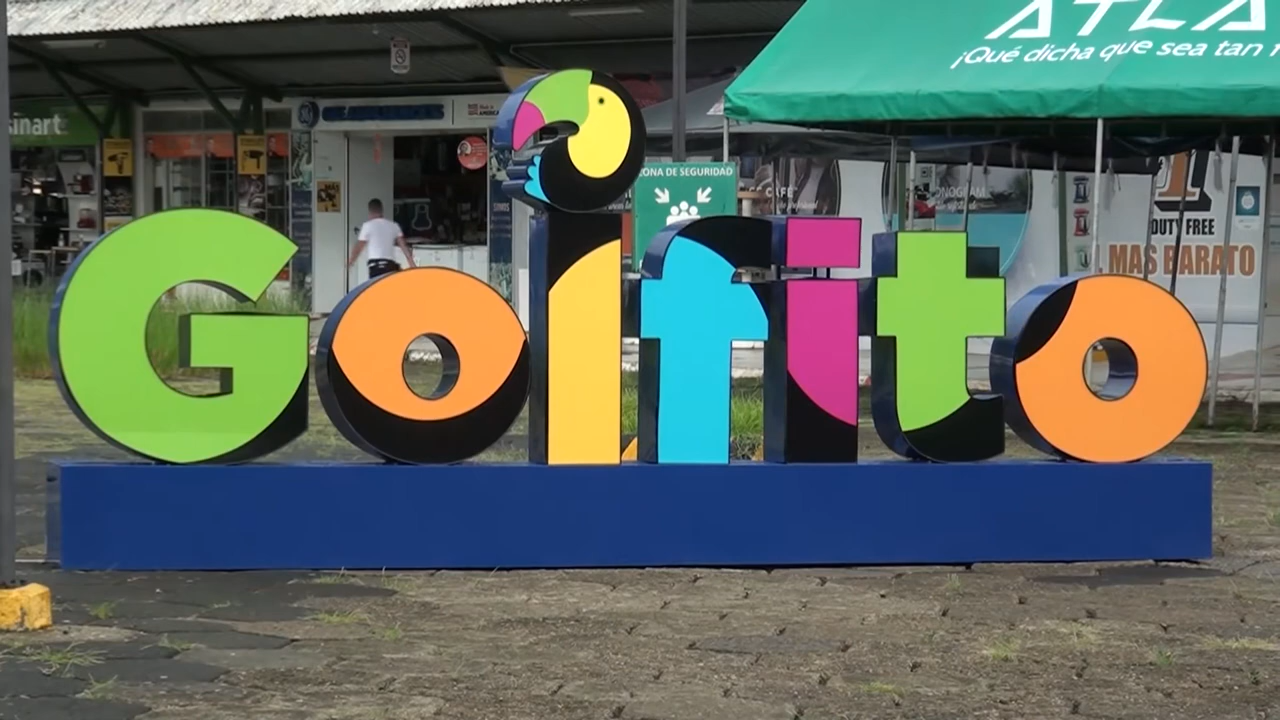 ATLA
¡Qué dicha que sea tan
sinart
ZONA DE SEGURIDAD
DUTY FREE
MAS BARATO
Golfito